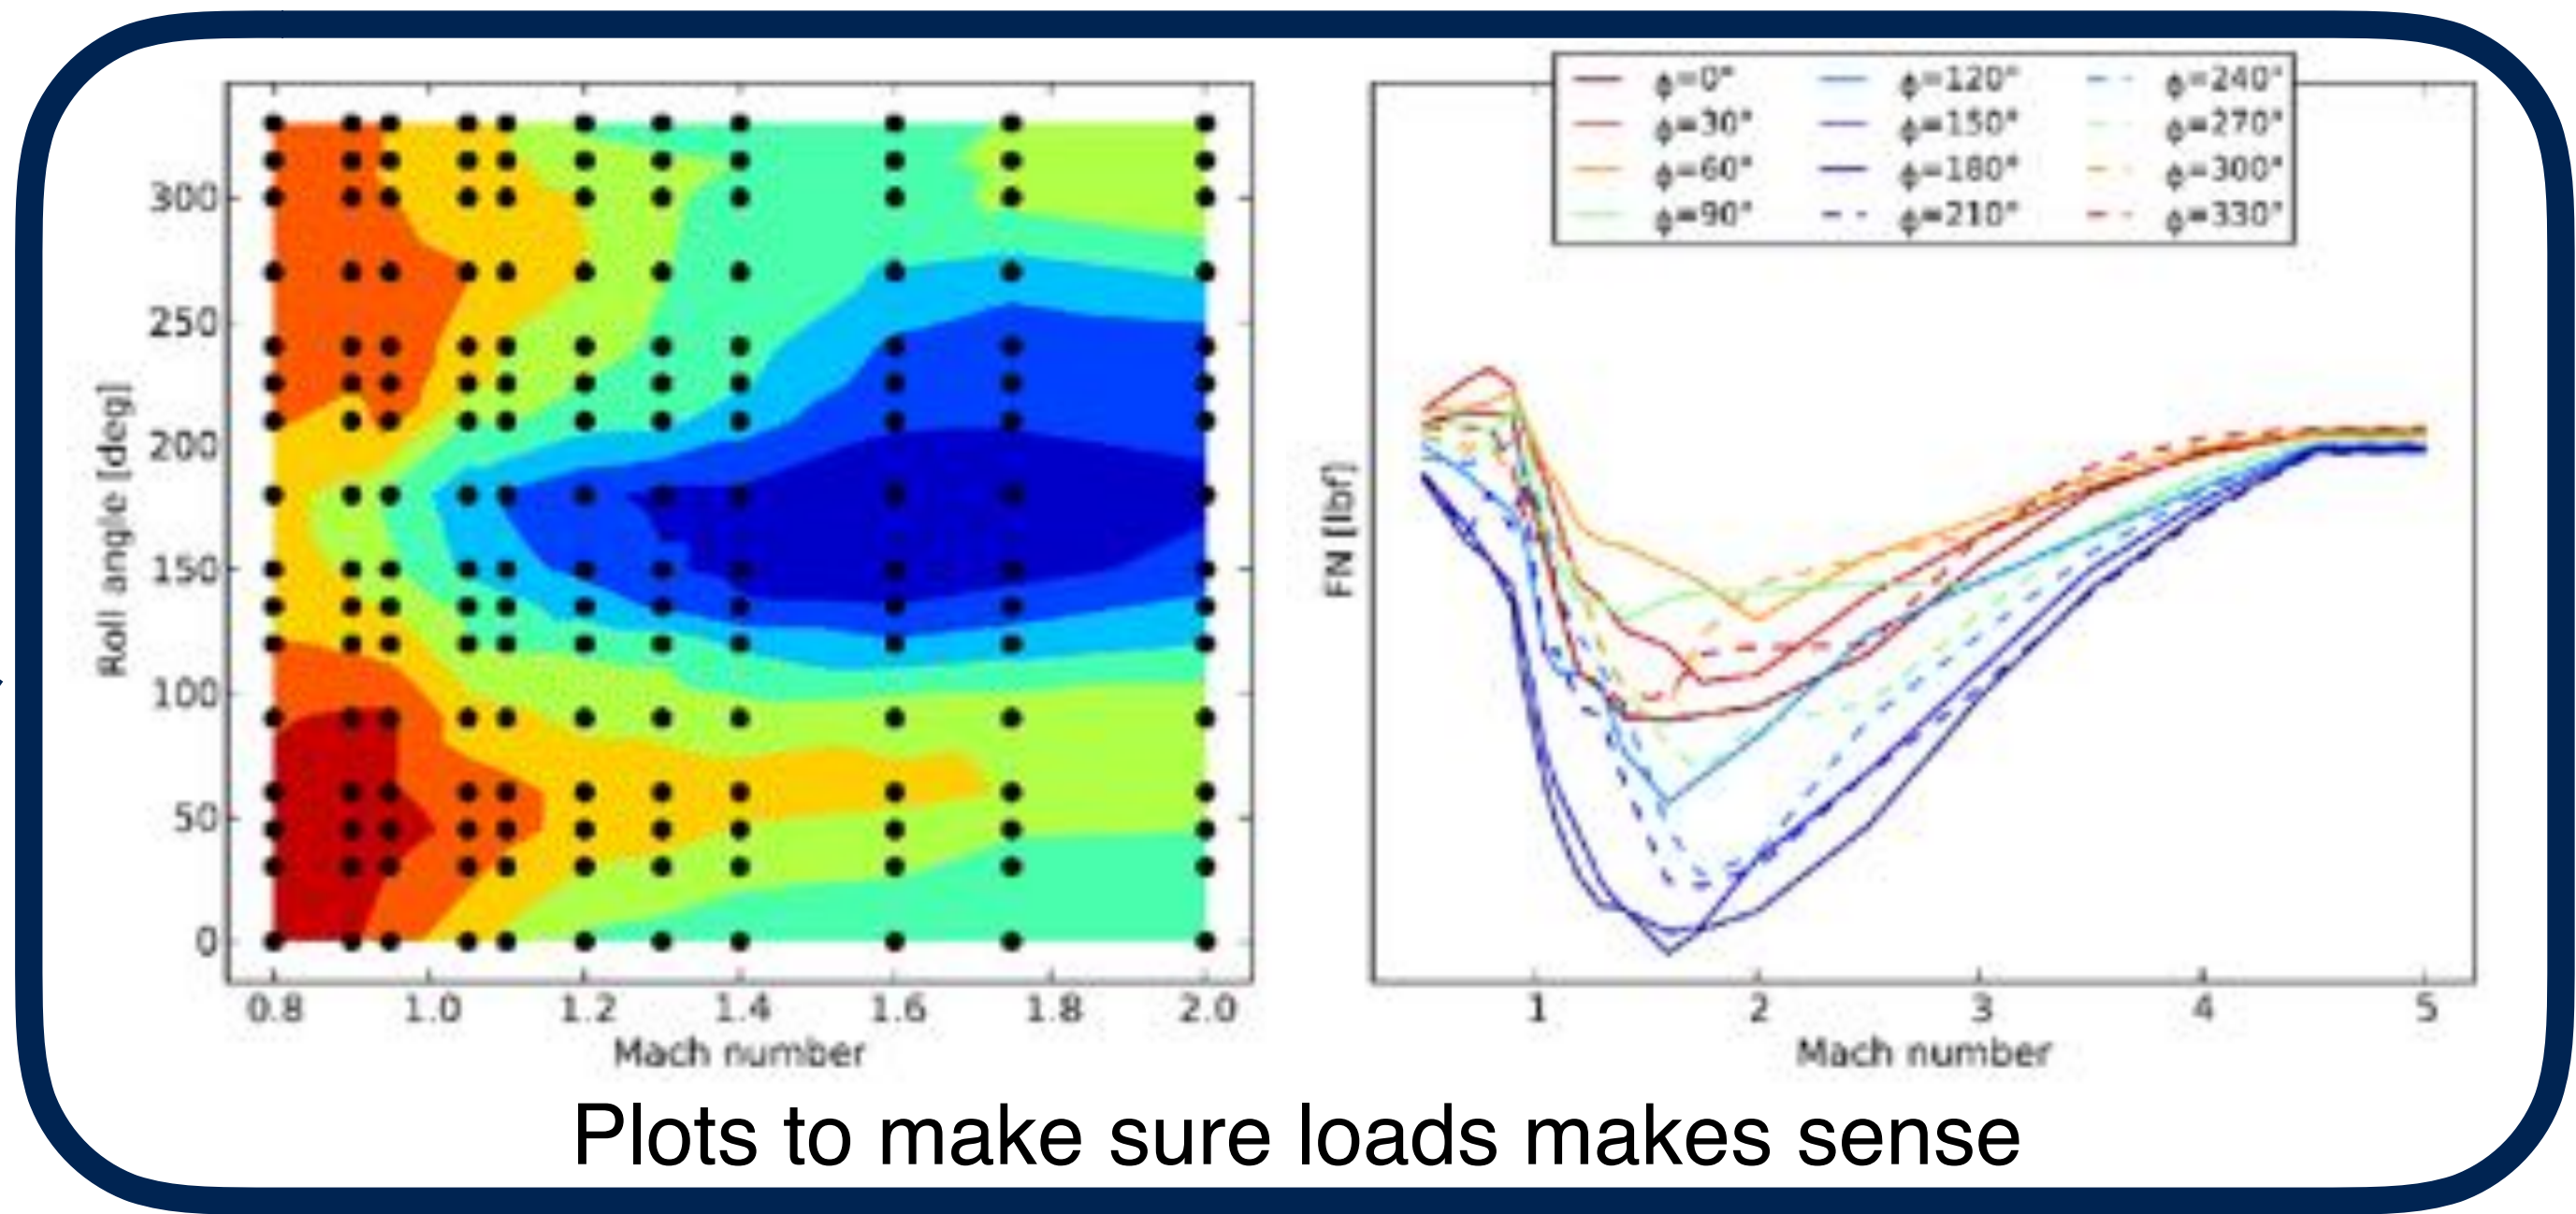 300
250
200
150
100
50
0
Roll angle [deg]
0.8 1.0 1.2 1.4 1.6 1.8 2.0
Mach number
ϕ=0° ϕ=120° ϕ=240°
ϕ=30° ϕ=150° ϕ=270°
ϕ=60° ϕ=180° ϕ=300°
ϕ=90° ϕ=210° ϕ=330°
FN [lbf]
1 2 3 4 5
Mach number
Plots to make sure loads makes sense